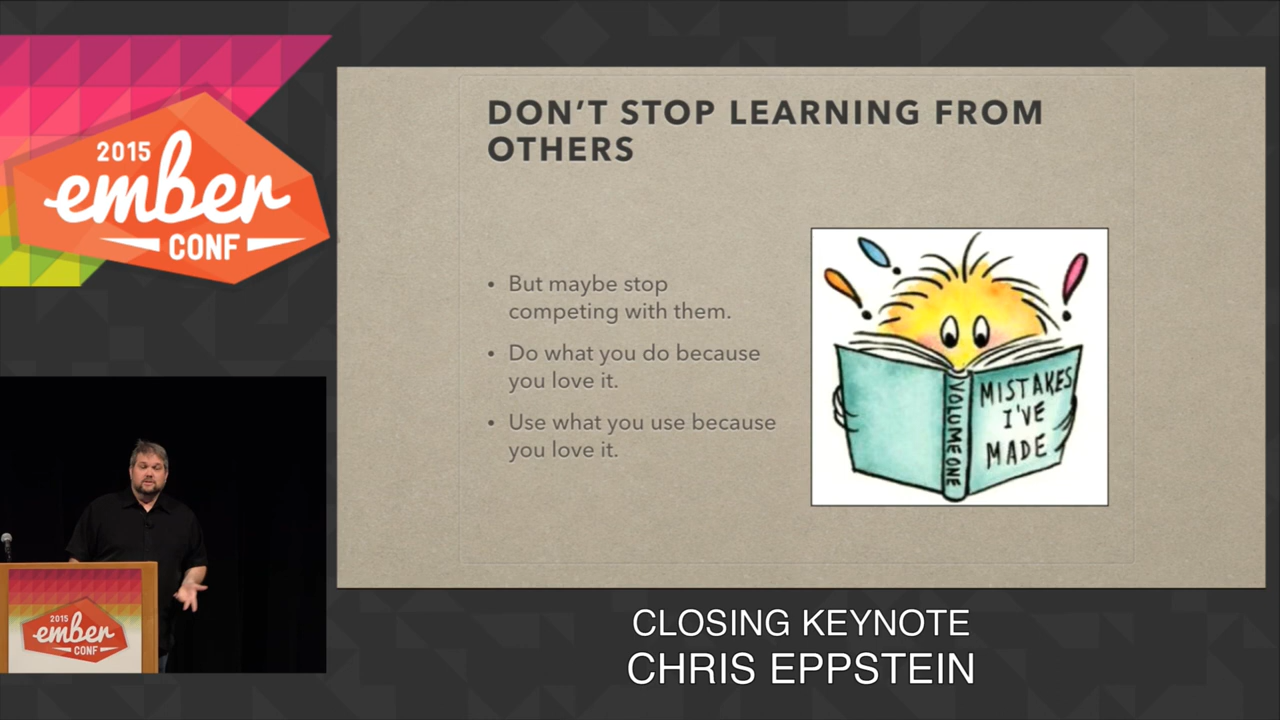 2015
ember
CONF
DON'T STOP LEARNING FROM
OTHERS
• But maybe stop
competing with them.
• Do what you do because
you love it.
• Use what you use because
you love it.
VOLUME ONE
MISTAKES
I'VE
MADE
2015
ember
CONF
CLOSING KEYNOTE
CHRIS EPPSTEIN